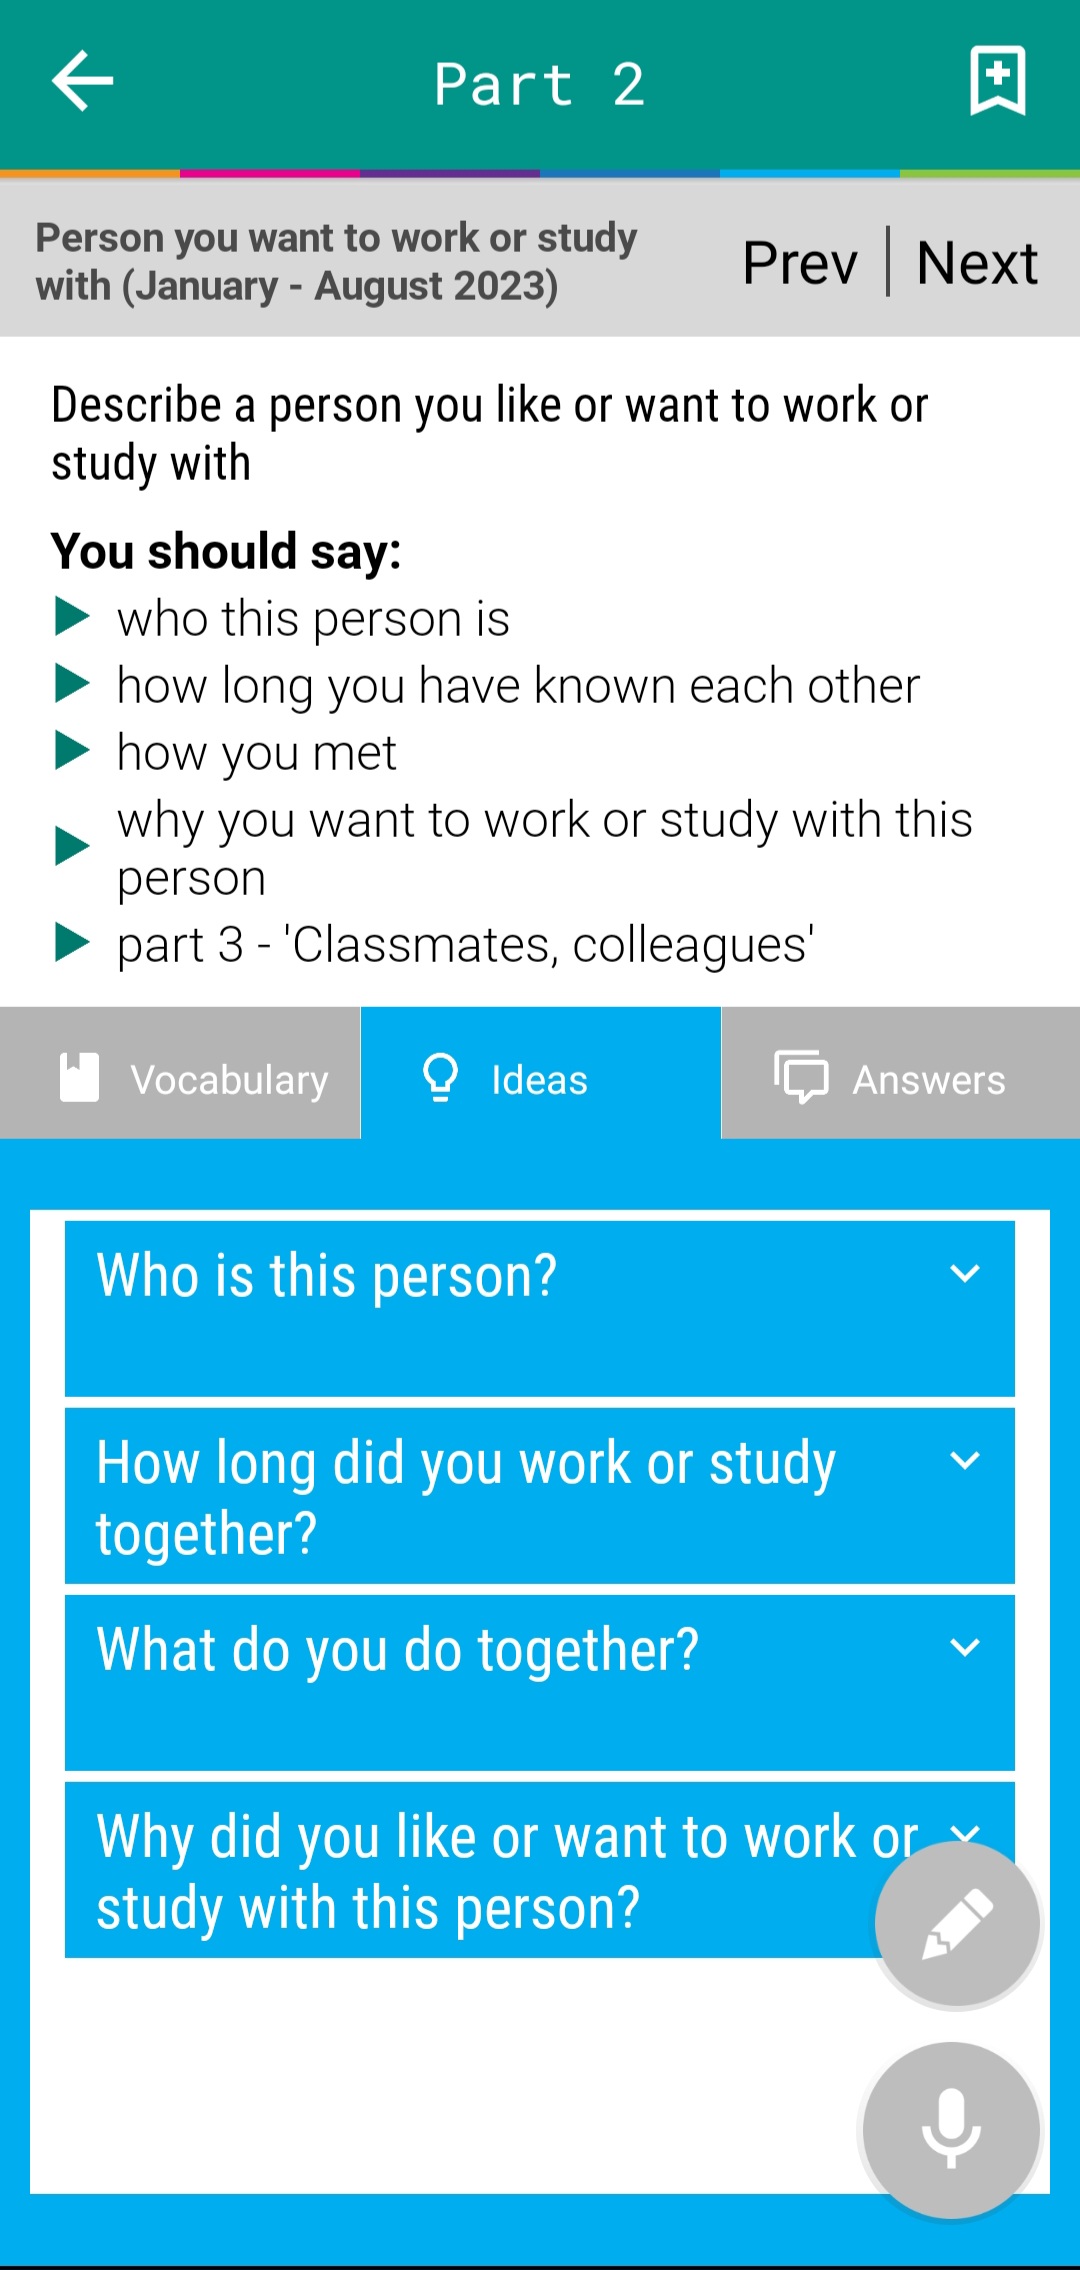 Part 2
Person you want to work or study
with (January - August 2023)
Prev
Next
Describe a person you like or want to work or
study with
You should say:
who this person is
how long you have known each other
how you met
why you want to work or study with this
person
part 3 - 'Classmates, colleagues'
Vocabulary
Ideas
Answers
Who is this person?
How long did you work or study
together?
What do you do together?
Why did you like or want to work or
study with this person?